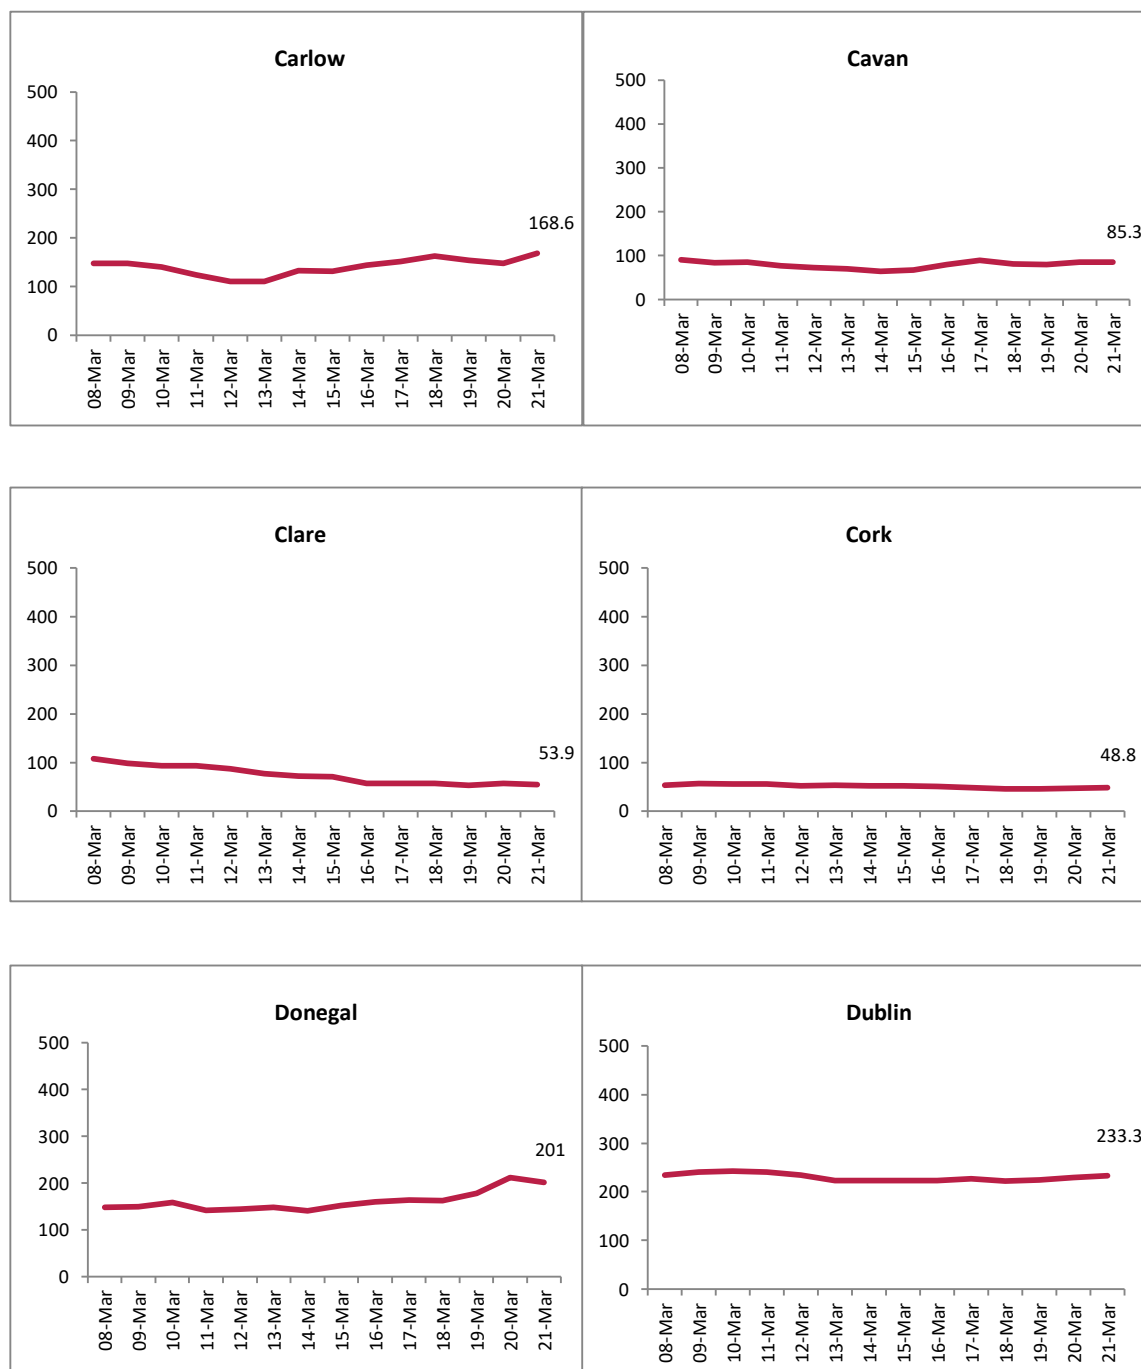 Carlow
500
400
300
200
100
0
168.6
08-Mar
09-Mar
10-Mar
11-Mar
12-Mar
13-Mar
14-Mar
15-Mar
16-Mar
17-Mar
18-Mar
19-Mar
20-Mar
21-Mar
Cavan
500
400
300
200
100
0
85.3
08-Mar
09-Mar
10-Mar
11-Mar
12-Mar
13-Mar
14-Mar
15-Mar
16-Mar
17-Mar
18-Mar
19-Mar
20-Mar
21-Mar
Clare
500
400
300
200
100
0
53.9
08-Mar
09-Mar
10-Mar
11-Mar
12-Mar
13-Mar
14-Mar
15-Mar
16-Mar
17-Mar
18-Mar
19-Mar
20-Mar
21-Mar
Cork
500
400
300
200
100
0
48.8
08-Mar
09-Mar
10-Mar
11-Mar
12-Mar
13-Mar
14-Mar
15-Mar
16-Mar
17-Mar
18-Mar
19-Mar
20-Mar
21-Mar
Donegal
500
400
300
200
100
0
201
08-Mar
09-Mar
10-Mar
11-Mar
12-Mar
13-Mar
14-Mar
15-Mar
16-Mar
17-Mar
18-Mar
19-Mar
20-Mar
21-Mar
Dublin
500
400
300
200
100
0
233.3
08-Mar
09-Mar
10-Mar
11-Mar
12-Mar
13-Mar
14-Mar
15-Mar
16-Mar
17-Mar
18-Mar
19-Mar
20-Mar
21-Mar